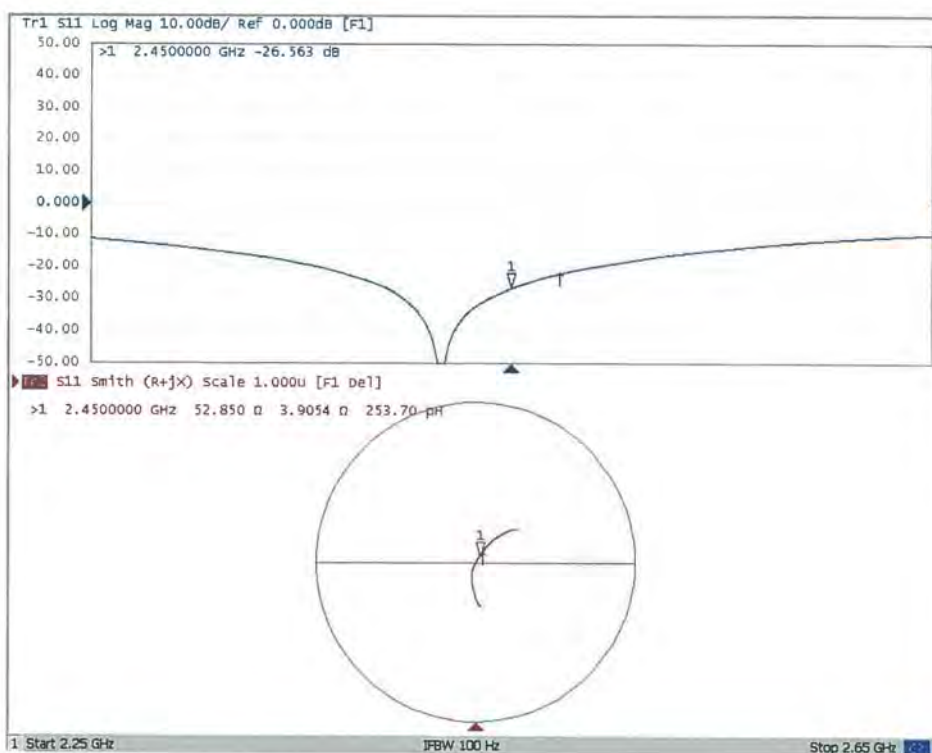 Tr1 S11 Log Mag 10.00dB/ Ref 0.000dB [F1]
50.00
>1 2.4500000 GHz -26.563 dB
40.00
30.00
20.00
10.00
0.000
-10.00
-20.00
1
-30.00
-40.00
-50.00
S11 Smith (R+jX) Scale 1.000U [F1 Del]
>1 2.4500000 GHz 52.850 Ω 3.9054 Ω 253.70 pH
1
1 Start 2.25 GHz IFBW 100 Hz Stop 2.65 GHz